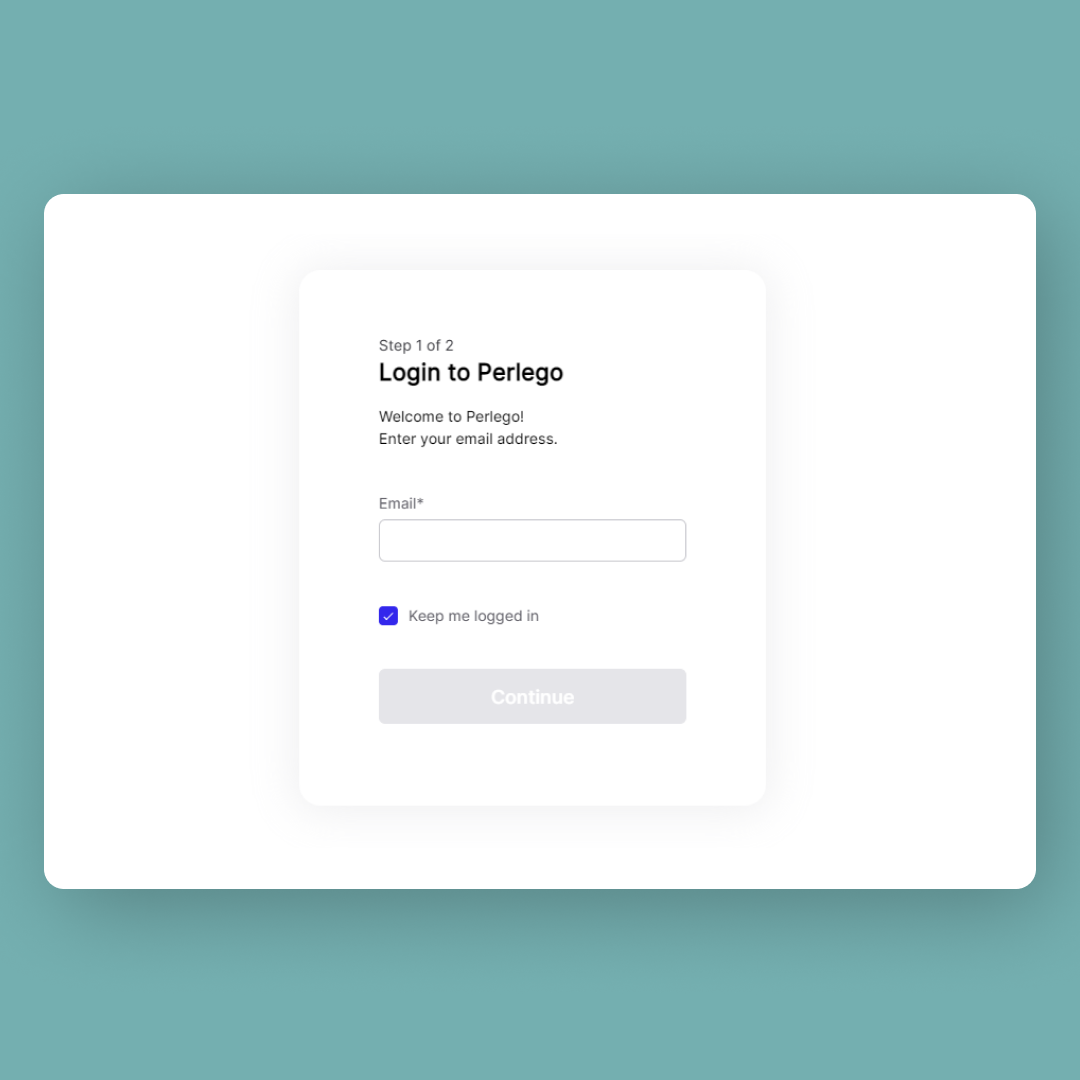 Step 1 of 2
Login to Perlego
Welcome to Perlego!
Enter your email address.
Email*
Keep me logged in
Continue